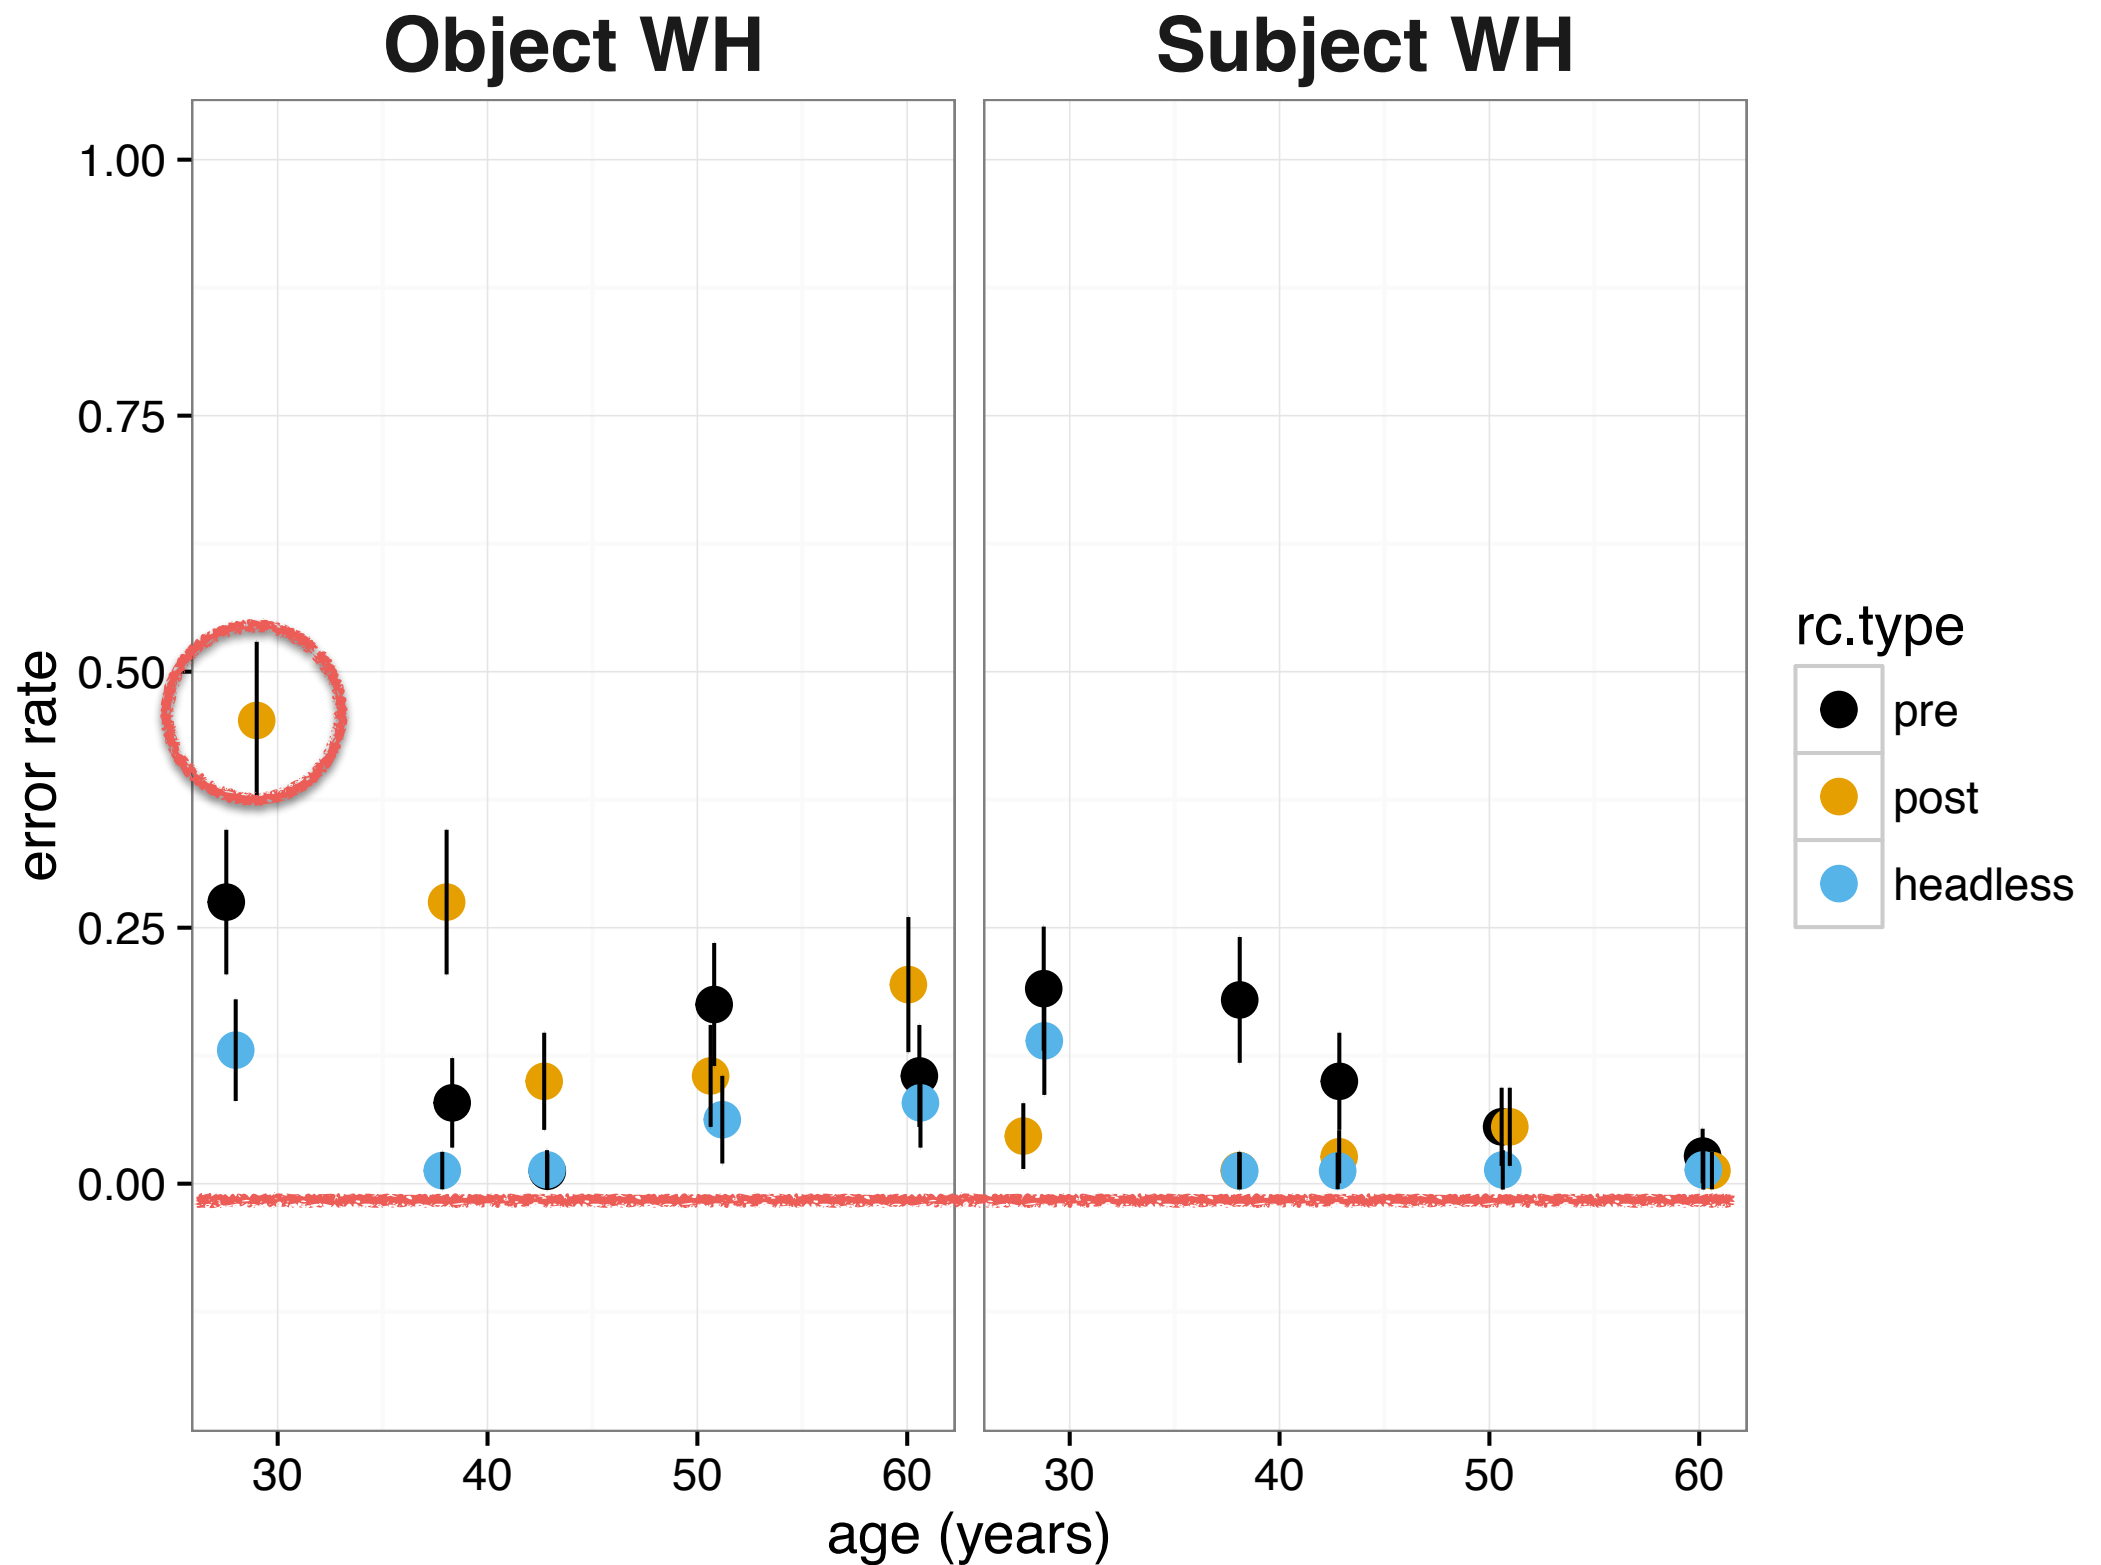 Object WH
Subject WH
1.00
0.75
0.50
0.25
0.00
error rate
30
40
50
60
30
40
50
60
age (years)
rc.type
pre
post
headless